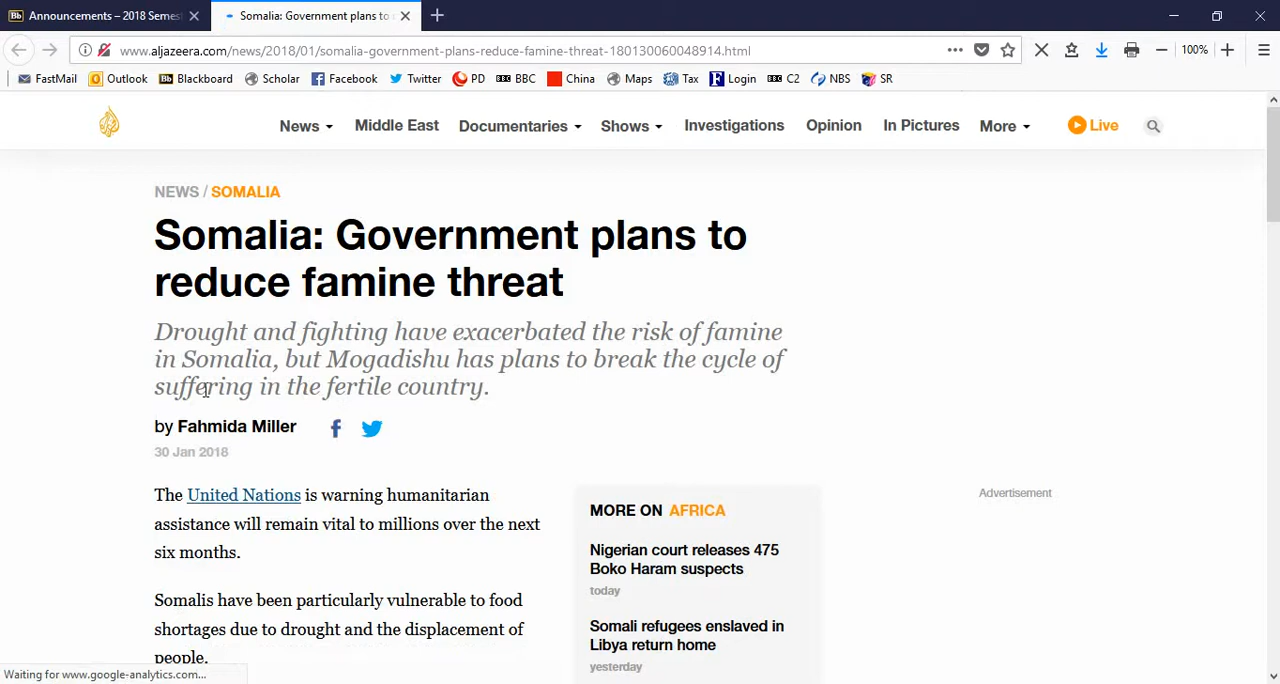 Bb Announcements – 2018 Semes
Somalia: Government plans to
www.aljazeera.com/news/2018/01/somalia-government-plans-reduce-famine-threat-180130060048914.html
100%
FastMail Outlook Bb Blackboard Scholar Facebook Twitter PD BBC China Maps Tax Login C2 NBS SR
News Middle East Documentaries Shows Investigations Opinion In Pictures More Live
NEWS / SOMALIA
Somalia: Government plans to
reduce famine threat
Drought and fighting have exacerbated the risk of famine
in Somalia, but Mogadishu has plans to break the cycle of
suffering in the fertile country.
by Fahmida Miller
30 Jan 2018
The United Nations is warning humanitarian
assistance will remain vital to millions over the next
six months.
Somalis have been particularly vulnerable to food
shortages due to drought and the displacement of
people.
MORE ON AFRICA
Nigerian court releases 475
Boko Haram suspects
today
Somali refugees enslaved in
Libya return home
yesterday
Advertisement
Waiting for www.google-analytics.com...